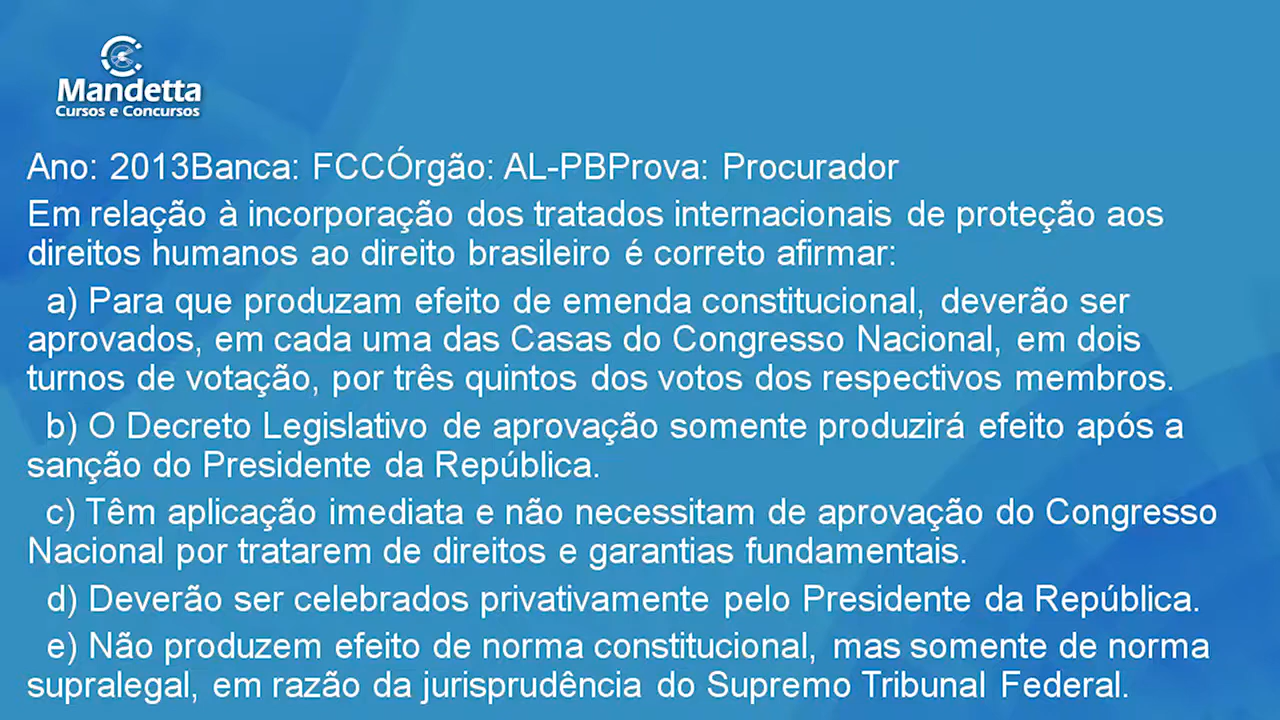 Mandetta
Cursos e Concursos
Ano: 2013Banca: FCCÓrgão: AL-PBProva: Procurador
Em relação à incorporação dos tratados internacionais de proteção aos
direitos humanos ao direito brasileiro é correto afirmar:
a) Para que produzam efeito de emenda constitucional, deverão ser
aprovados, em cada uma das Casas do Congresso Nacional, em dois
turnos de votação, por três quintos dos votos dos respectivos membros.
b) O Decreto Legislativo de aprovação somente produzirá efeito após a
sanção do Presidente da República.
c) Têm aplicação imediata e não necessitam de aprovação do Congresso
Nacional por tratarem de direitos e garantias fundamentais.
d) Deverão ser celebrados privativamente pelo Presidente da República.
e) Não produzem efeito de norma constitucional, mas somente de norma
supralegal, em razão da jurisprudência do Supremo Tribunal Federal.